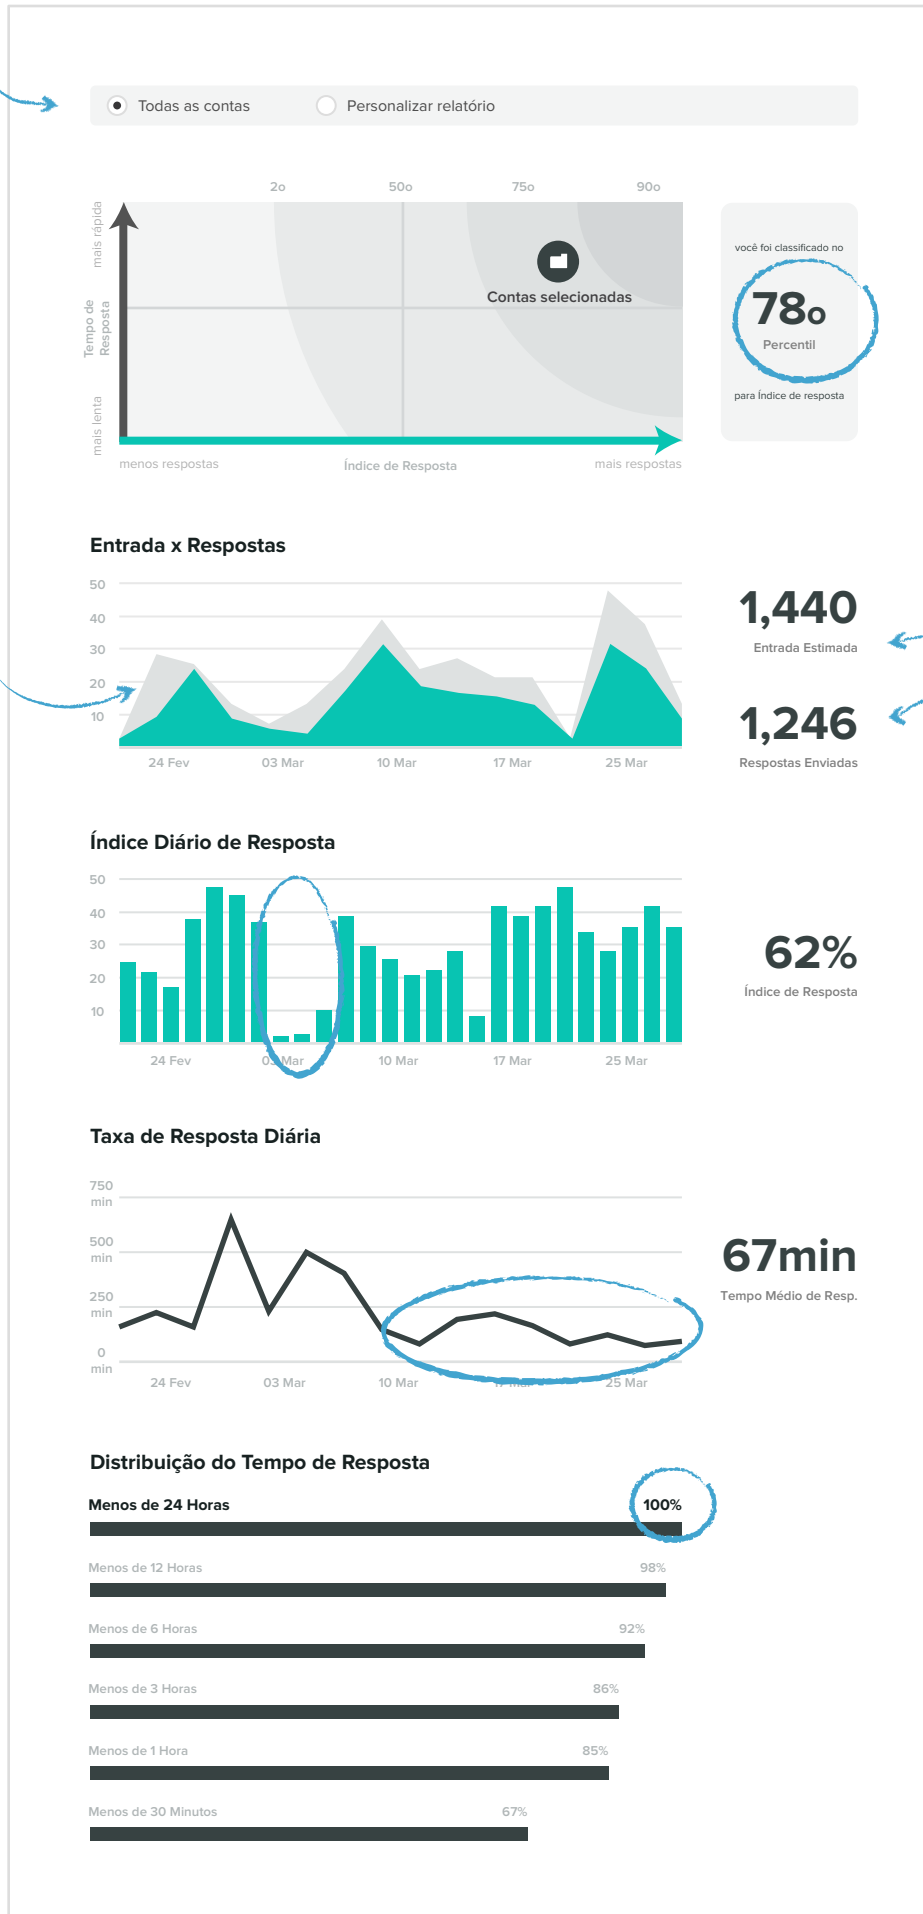 Todas as contas
Personalizar relatório
2o
50o
75o
90o
mais rápida
Tempo de
Resposta
mais lenta
Contas selecionadas
menos respostas
Índice de Resposta
mais respostas
você foi classificado no
78o
Percentil
para Índice de resposta
Entrada x Respostas
50
40
30
20
10
24 Fev
03 Mar
10 Mar
17 Mar
25 Mar
1,440
Entrada Estimada
1,246
Respostas Enviadas
Índice Diário de Resposta
50
40
30
20
10
24 Fev
03 Mar
10 Mar
17 Mar
25 Mar
62%
Índice de Resposta
Taxa de Resposta Diária
750
min
500
min
250
min
0
min
24 Fev
03 Mar
10 Mar
17 Mar
25 Mar
67min
Tempo Médio de Resp.
Distribuição do Tempo de Resposta
Menos de 24 Horas
100%
Menos de 12 Horas
98%
Menos de 6 Horas
92%
Menos de 3 Horas
86%
Menos de 1 Hora
85%
Menos de 30 Minutos
67%